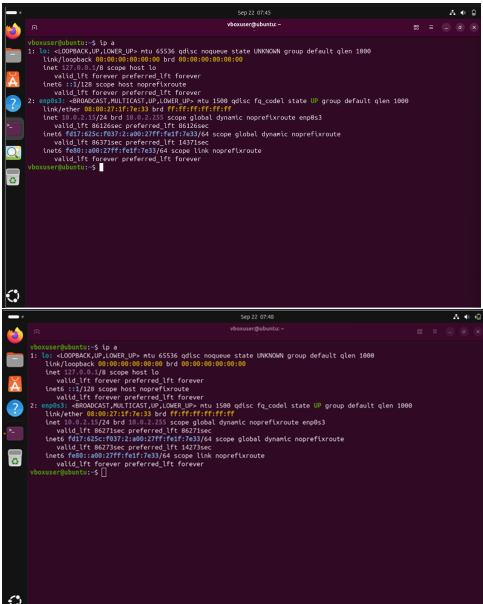 Sep 22 07:45
vboxuser@ubuntu: ~
vboxuser@ubuntu:~$ ip a
1: lo: <LOOPBACK,UP,LOWER_UP> mtu 65536 qdisc noqueue state UNKNOWN group default qlen 1000
link/loopback 00:00:00:00:00:00 brd 00:00:00:00:00:00
inet 127.0.0.1/8 scope host lo
valid_lft forever preferred_lft forever
inet6 ::1/128 scope host noprefixroute
valid_lft forever preferred_lft forever
2: enp0s3: <BROADCAST,MULTICAST,UP,LOWER_UP> mtu 1500 qdisc fq_codel state UP group default qlen 1000
link/ether 08:00:27:1f:7e:33 brd ff:ff:ff:ff:ff:ff
inet 10.0.2.15/24 brd 10.0.2.255 scope global dynamic noprefixroute enp0s3
valid_lft 86126sec preferred_lft 86126sec
inet6 fd17:625c:f037:2:a00:27ff:fe1f:7e33/64 scope global dynamic noprefixroute
valid_lft 86371sec preferred_lft 14371sec
inet6 fe80::a00:27ff:fe1f:7e33/64 scope link noprefixroute
valid_lft forever preferred_lft forever
vboxuser@ubuntu:~$
Sep 22 07:48
vboxuser@ubuntu: ~
vboxuser@ubuntu:~$ ip a
1: lo: <LOOPBACK,UP,LOWER_UP> mtu 65536 qdisc noqueue state UNKNOWN group default qlen 1000
link/loopback 00:00:00:00:00:00 brd 00:00:00:00:00:00
inet 127.0.0.1/8 scope host lo
valid_lft forever preferred_lft forever
inet6 ::1/128 scope host noprefixroute
valid_lft forever preferred_lft forever
2: enp0s3: <BROADCAST,MULTICAST,UP,LOWER_UP> mtu 1500 qdisc fq_codel state UP group default qlen 1000
link/ether 08:00:27:1f:7e:33 brd ff:ff:ff:ff:ff:ff
inet 10.0.2.15/24 brd 10.0.2.255 scope global dynamic noprefixroute enp0s3
valid_lft 86271sec preferred_lft 86271sec
inet6 fd17:625c:f037:2:a00:27ff:fe1f:7e33/64 scope global dynamic noprefixroute
valid_lft 86273sec preferred_lft 14273sec
inet6 fe80::a00:27ff:fe1f:7e33/64 scope link noprefixroute
valid_lft forever preferred_lft forever
vboxuser@ubuntu:~$